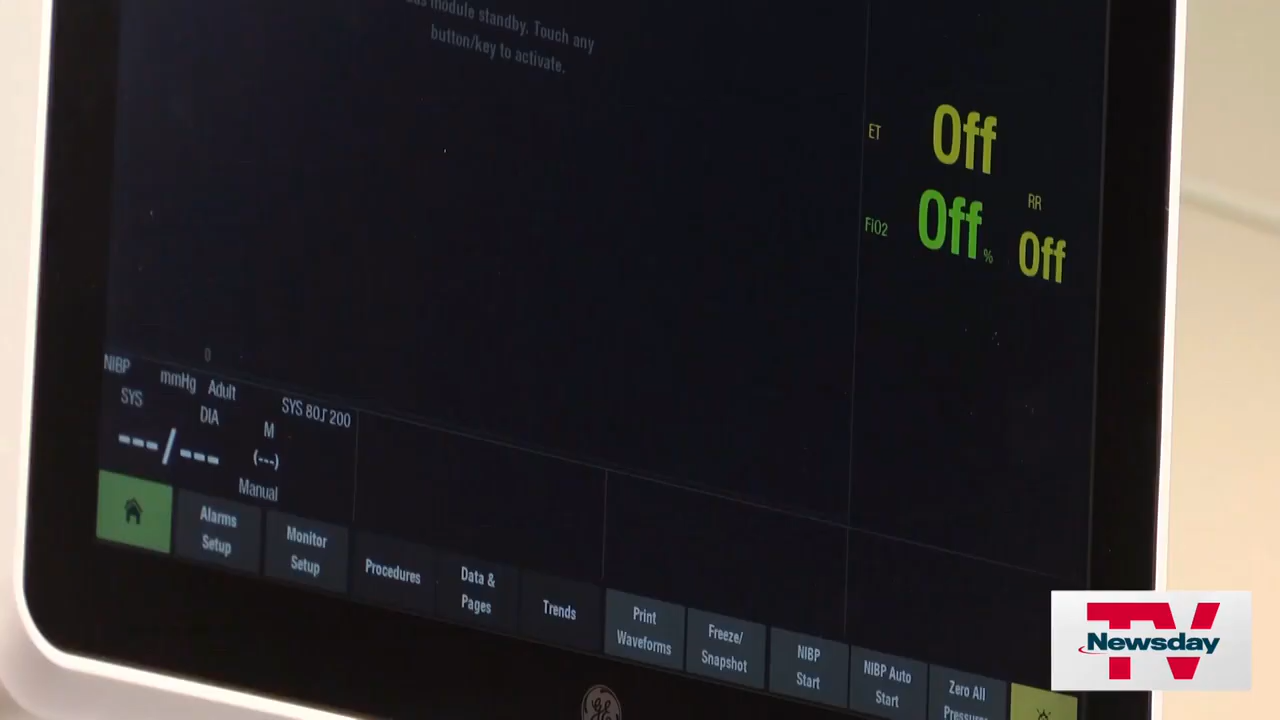 module standby. Touch any
button/key to activate.
ET
Off
RR
FiO2
Off %
Off
0
NIBP
mmHg Adult
SYS
DIA
SYS 80 200
M
---/---
(---)
Manual
Alarms
Setup
Monitor
Setup
Procedures
Data &
Pages
Trends
Print
Waveforms
Freeze/
Snapshot
NIBP
Start
NIBP Auto
Start
Zero All
GE
TV
Newsday